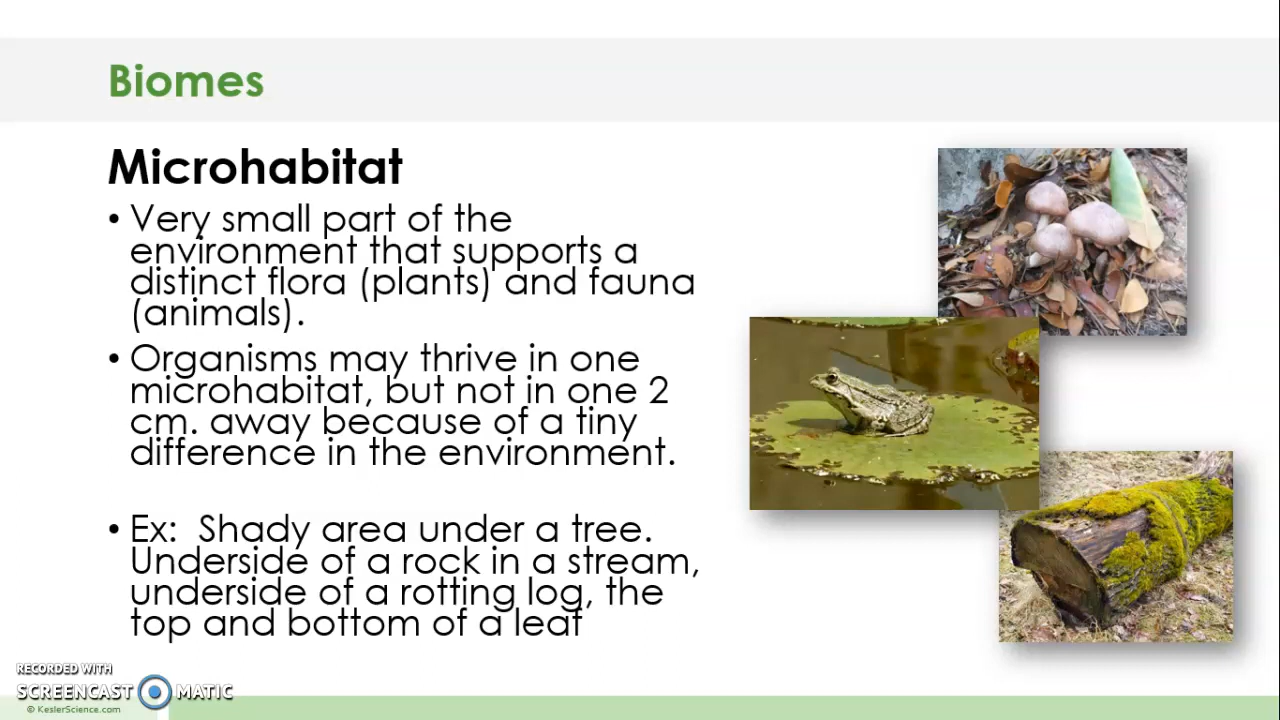 Biomes
Microhabitat
• Very small part of the
environment that supports a
distinct flora (plants) and fauna
(animals).
• Organisms may thrive in one
microhabitat, but not in one 2
cm. away because of a tiny
difference in the environment.
• Ex:  Shady area under a tree.
Underside of a rock in a stream,
underside of a rotting log, the
top and bottom of a leaf
RECORDED WITH
SCREENCAST MATIC
© KeslerScience.com